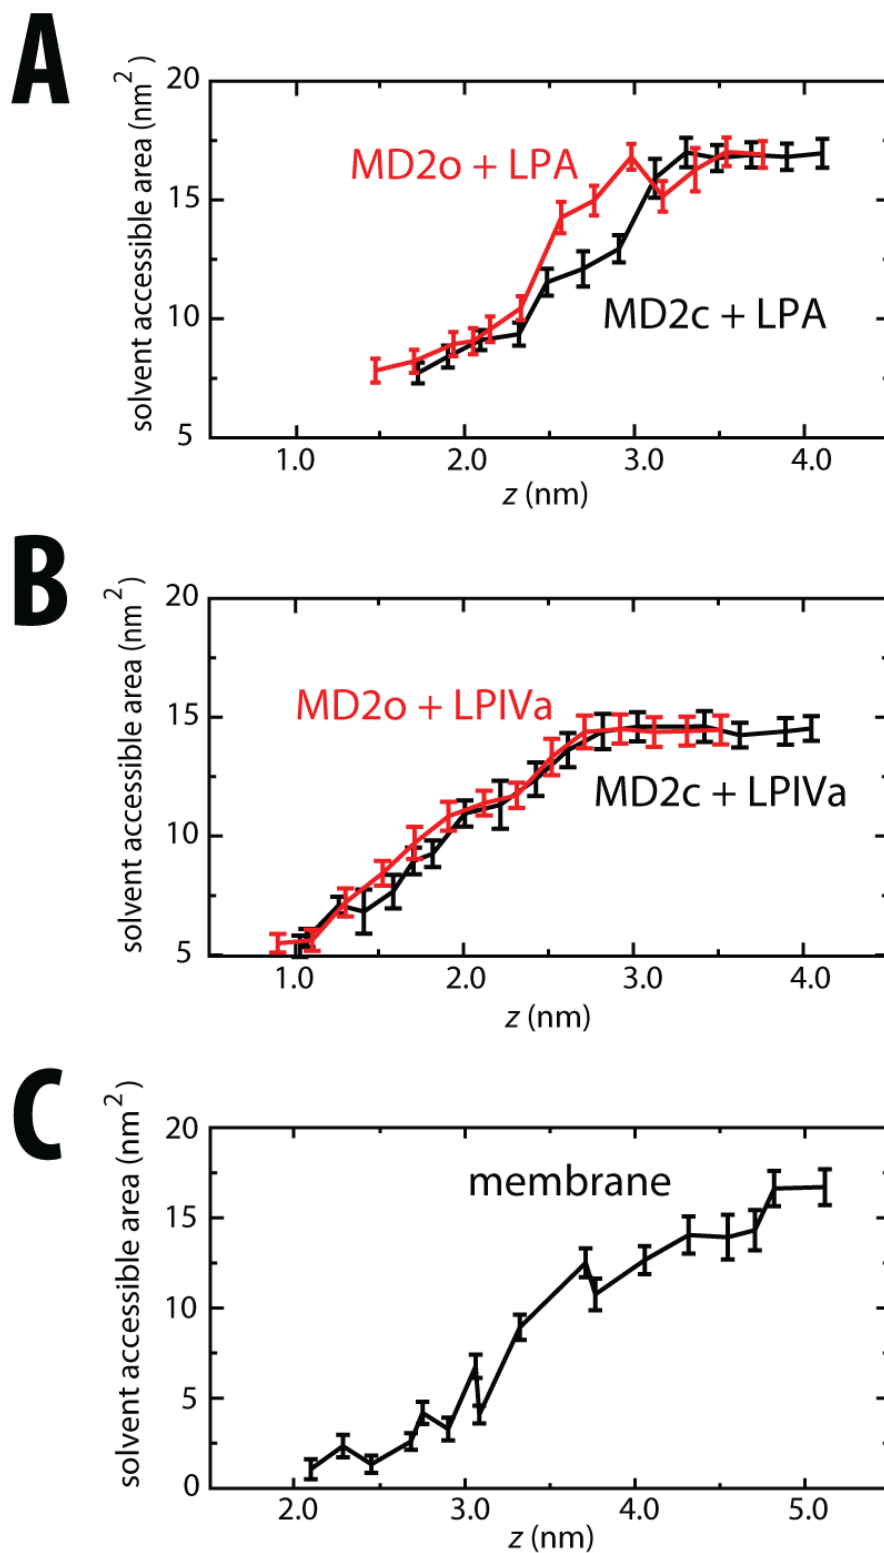 A
solvent accessible area (nm²)
20
15
10
5
MD2o + LPA
MD2c + LPA
1.0 2.0 3.0 4.0
z (nm)
B
solvent accessible area (nm²)
20
15
10
5
MD2o + LPIVa
MD2c + LPIVa
1.0 2.0 3.0 4.0
z (nm)
C
solvent accessible area (nm²)
20
15
10
5
0
membrane
2.0 3.0 4.0 5.0
z (nm)